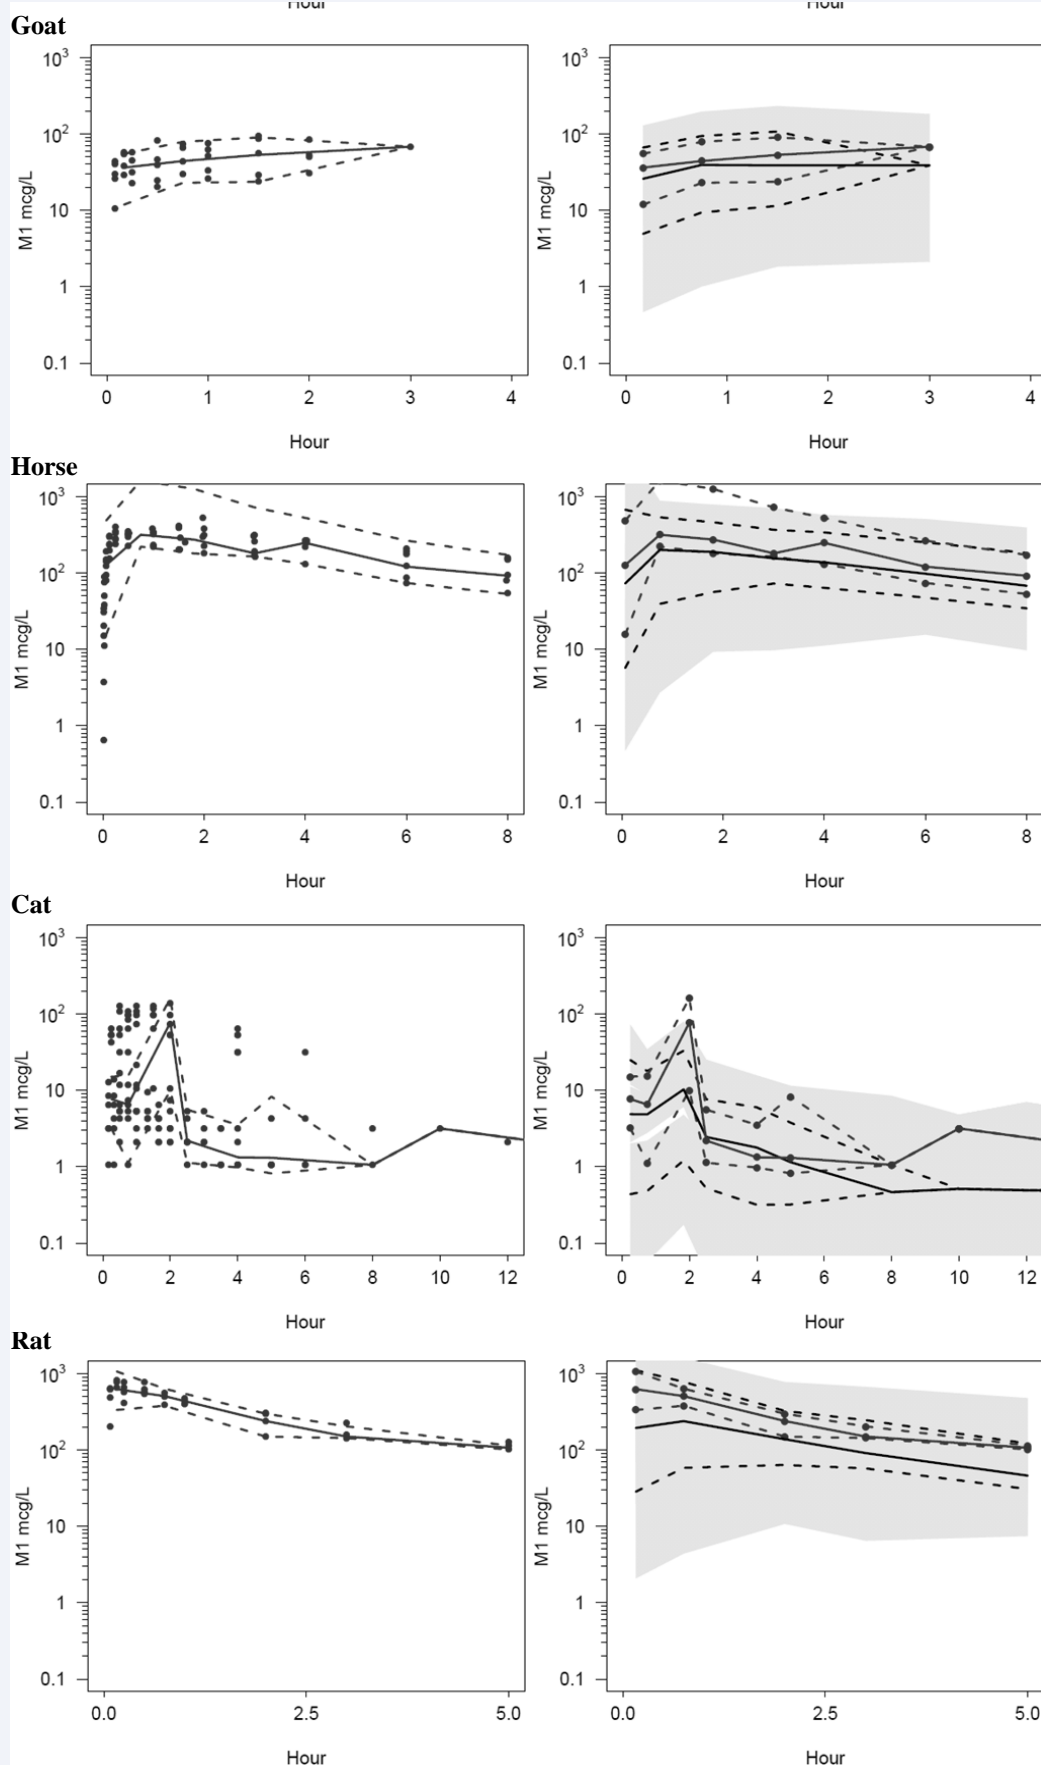 Hour Hour
Goat
10³ 10³
10² 10²
10 10
1 1
0.1 0.1
M1 mcg/L M1 mcg/L
0 1 2 3 4 0 1 2 3 4
Hour Hour
Horse
10³ 10³
10² 10²
10 10
1 1
0.1 0.1
M1 mcg/L M1 mcg/L
0 2 4 6 8 0 2 4 6 8
Hour Hour
Cat
10³ 10³
10² 10²
10 10
1 1
0.1 0.1
M1 mcg/L M1 mcg/L
0 2 4 6 8 10 12 0 2 4 6 8 10 12
Hour Hour
Rat
10³ 10³
10² 10²
10 10
1 1
0.1 0.1
M1 mcg/L M1 mcg/L
0.0 2.5 5.0 0.0 2.5 5.0
Hour Hour